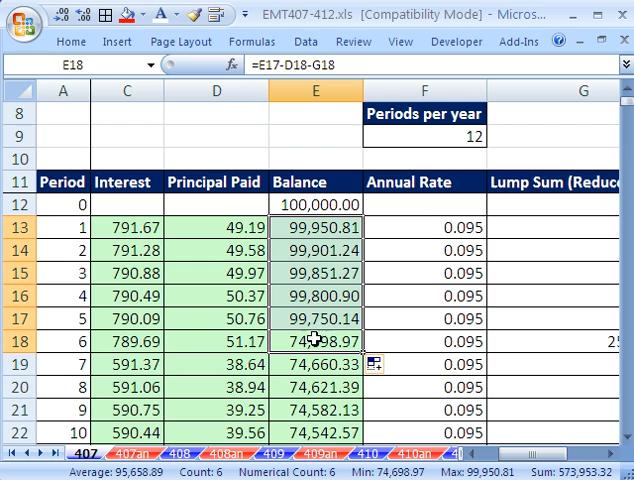 EMT407-412.xls [Compatibility Mode] - Micros...
Home Insert Page Layout Formulas Data Review View Developer Add-Ins
E18 fx =E17-D18-G18
A C D E F G
8 Periods per year
9 12
10
11 Period Interest Principal Paid Balance Annual Rate Lump Sum (Reduc
12 0 100,000.00
13 1 791.67 49.19 99,950.81 0.095
14 2 791.28 49.58 99,901.24 0.095
15 3 790.88 49.97 99,851.27 0.095
16 4 790.49 50.37 99,800.90 0.095
17 5 790.09 50.76 99,750.14 0.095
18 6 789.69 51.17 74,698.97 0.095 25
19 7 591.37 38.64 74,660.33 0.095
20 8 591.06 38.94 74,621.39 0.095
21 9 590.75 39.25 74,582.13 0.095
22 10 590.44 39.56 74,542.57 0.095
407 407an 408 408an 409 409an 410 410an
Average: 95,658.89 Count: 6 Numerical Count: 6 Min: 74,698.97 Max: 99,950.81 Sum: 573,953.32